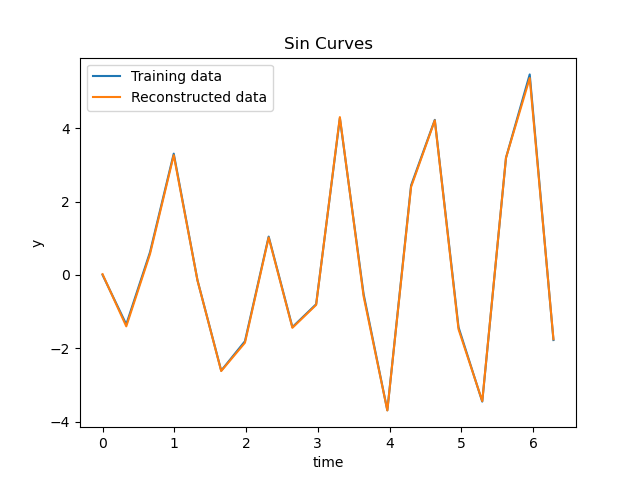 Sin Curves
Training data
Reconstructed data
y
4
2
0
−2
−4
0 1 2 3 4 5 6
time